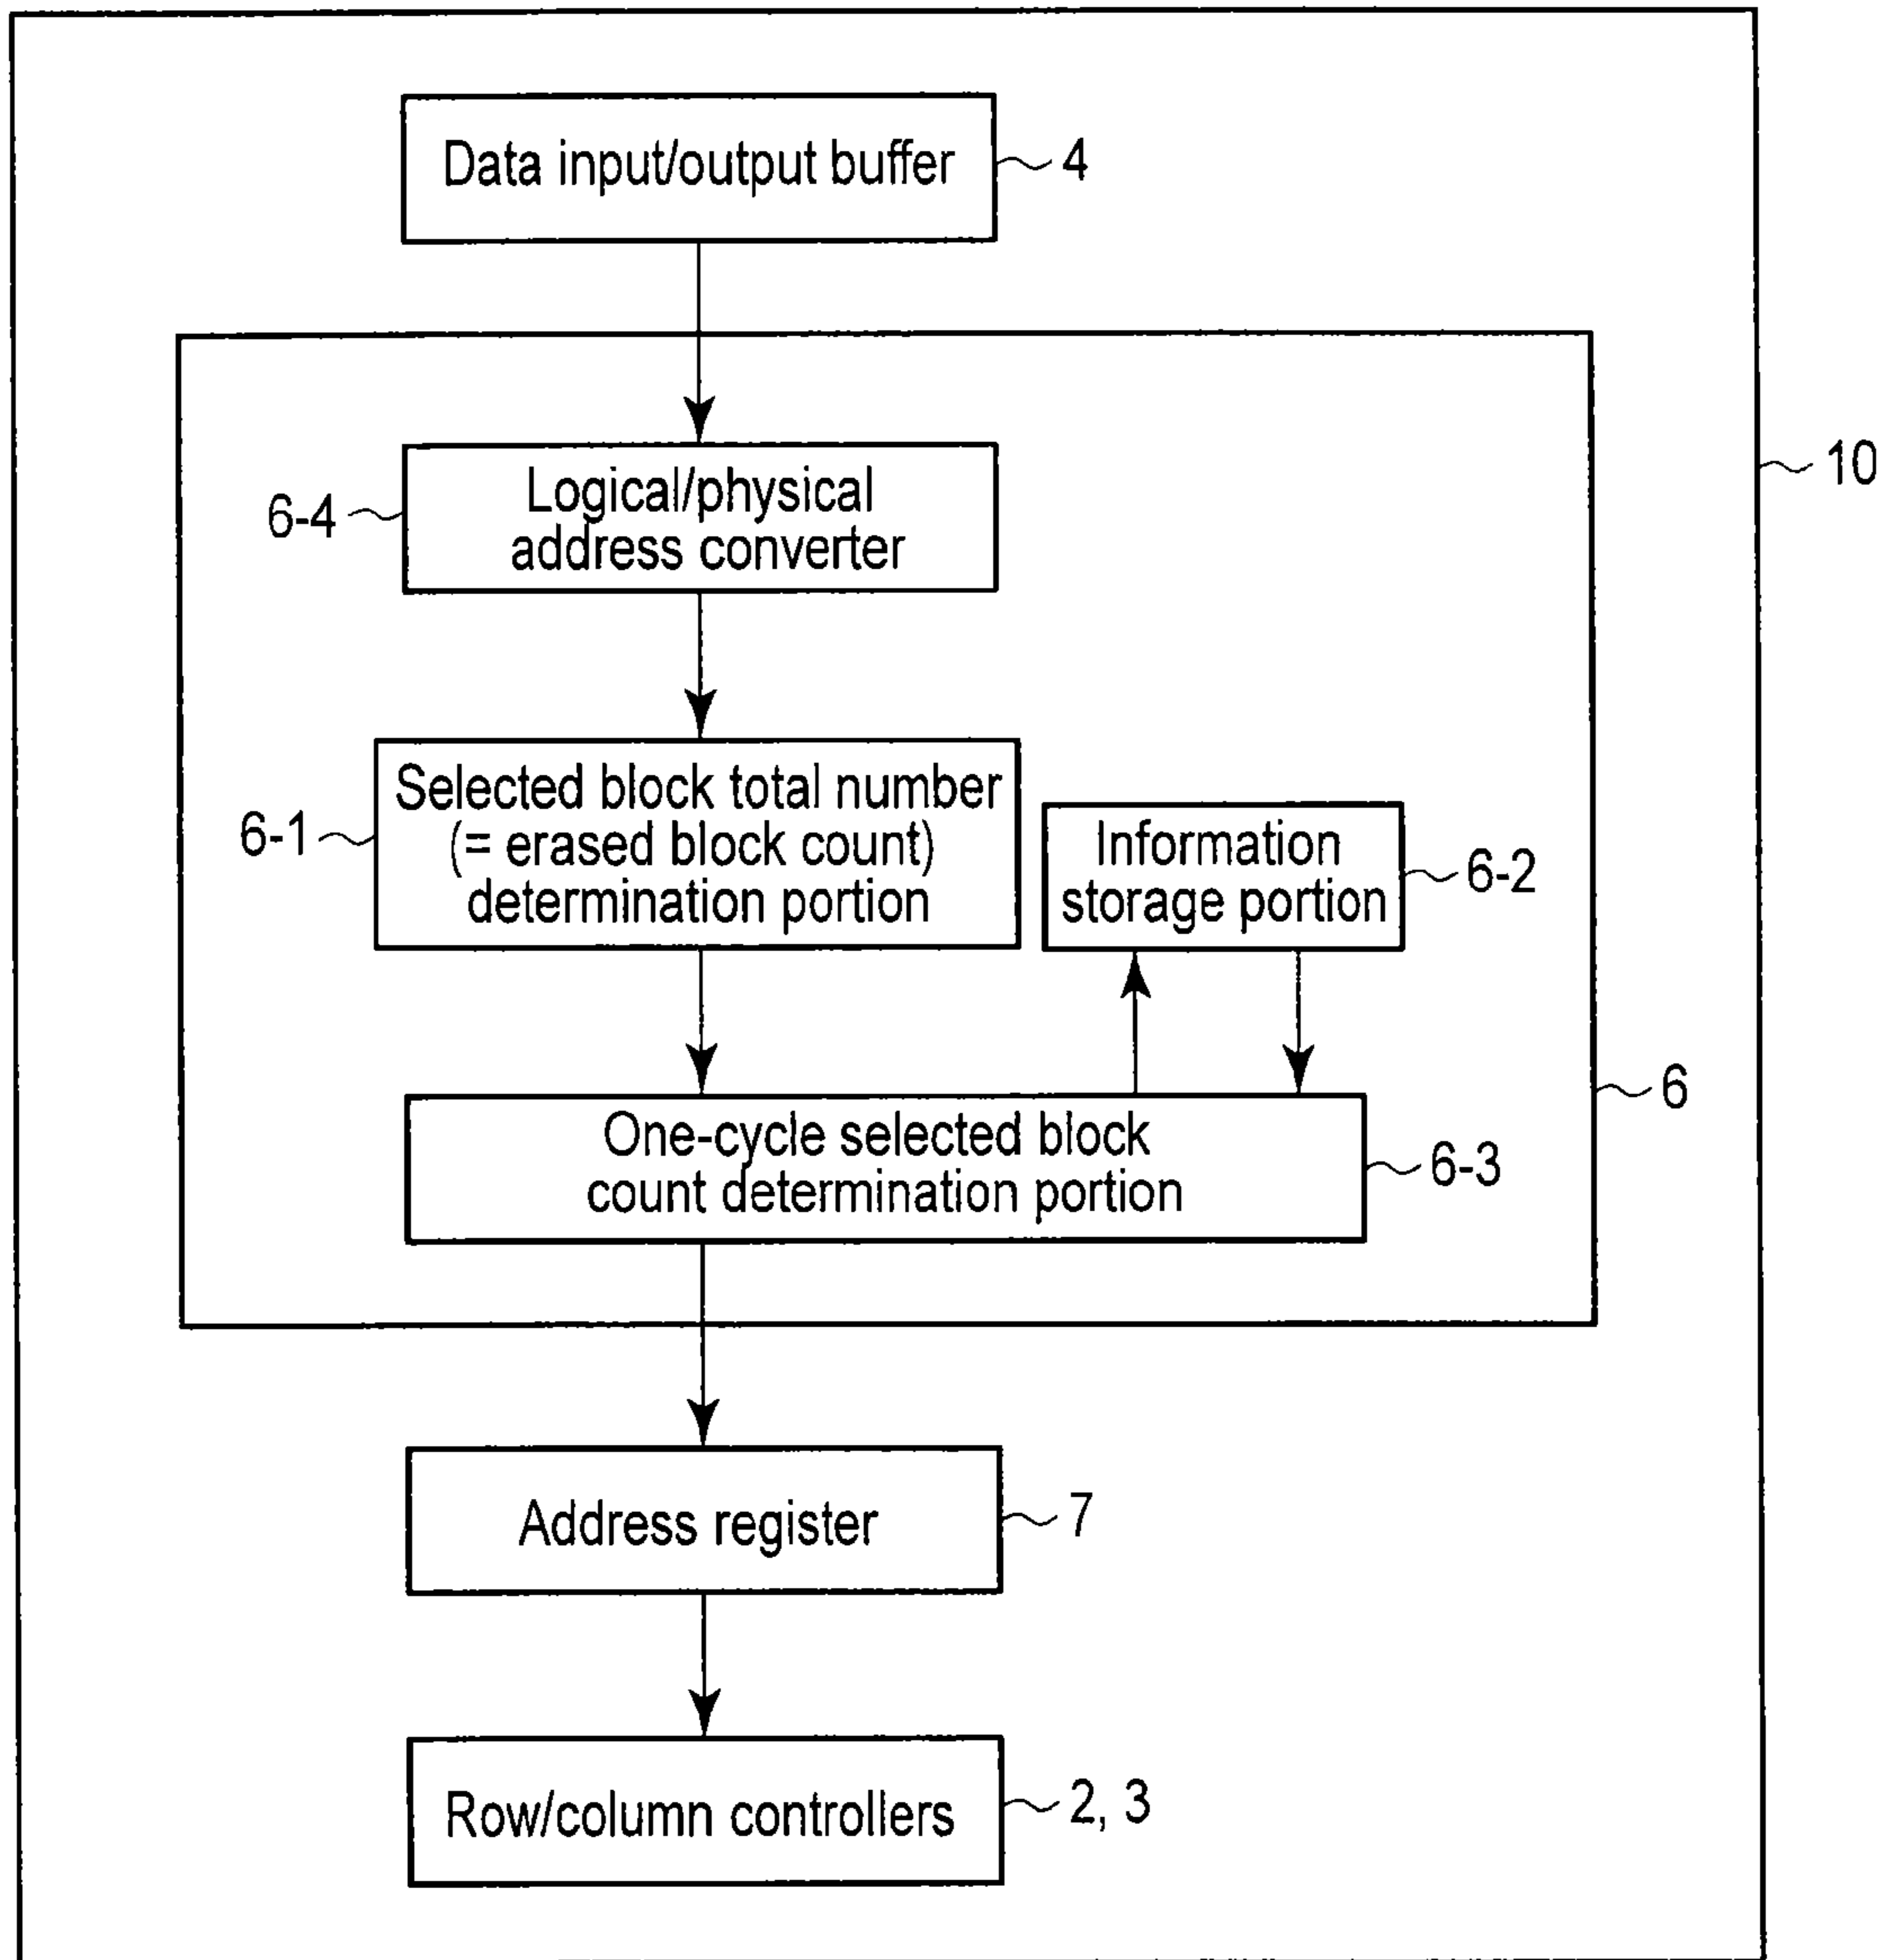 Data input/output buffer
4
Logical/physical
address converter
6-4
10
Selected block total number
(= erased block count)
determination portion
6-1
Information
storage portion
6-2
One-cycle selected block
count determination portion
6-3
6
Address register
7
Row/column controllers
2, 3